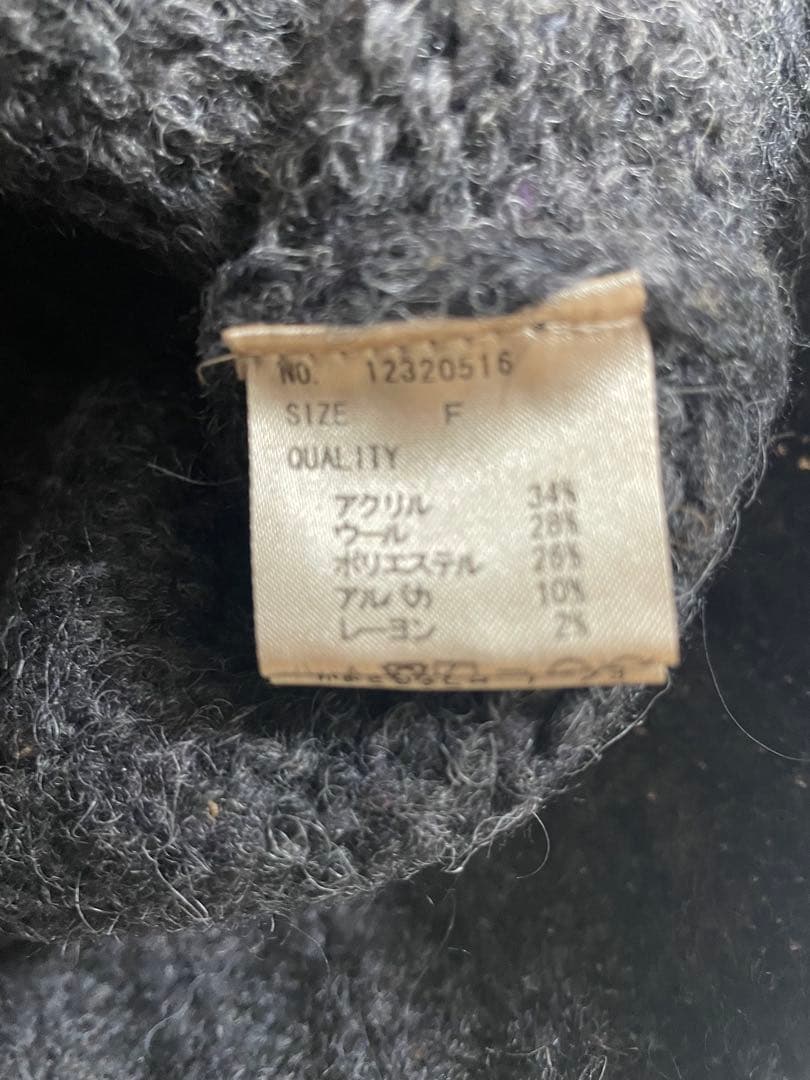 NO. 12320516
SIZE F
QUALITY
アクリル 34%
ウール 28%
ポリエステル 26%
アルパカ 10%
レーヨン 2%